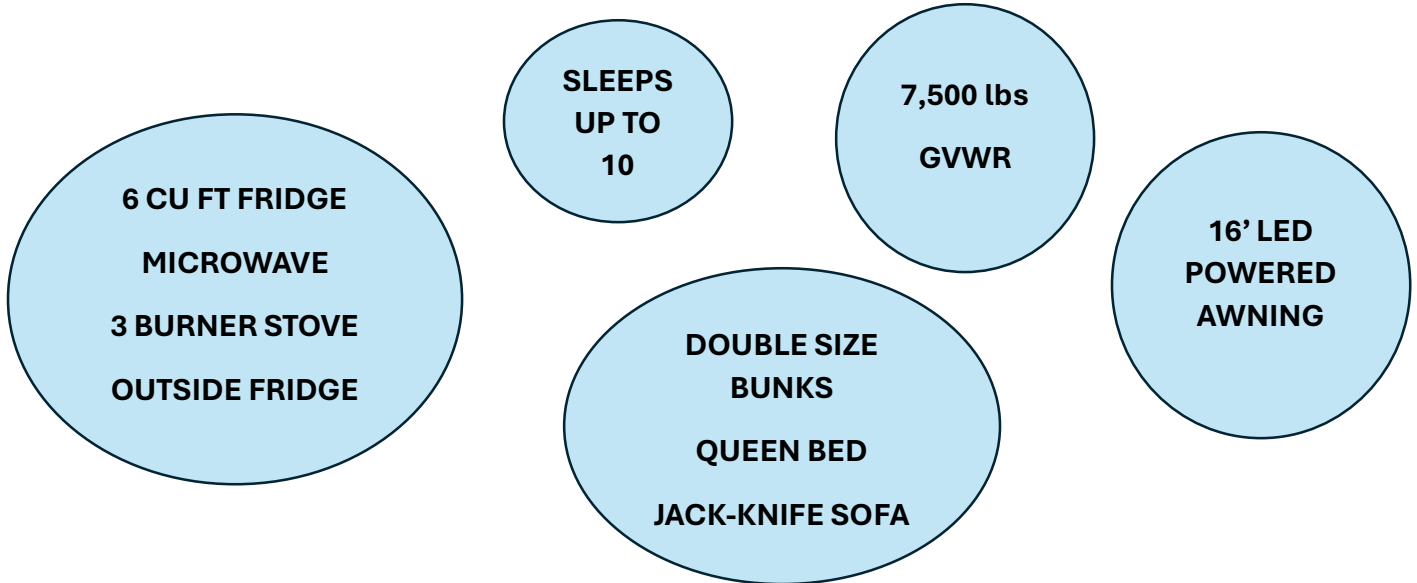 SLEEPS
UP TO
10
7,500 lbs
GVWR
6 CU FT FRIDGE
MICROWAVE
3 BURNER STOVE
OUTSIDE FRIDGE
16’ LED
POWERED
AWNING
DOUBLE SIZE
BUNKS
QUEEN BED
JACK-KNIFE SOFA